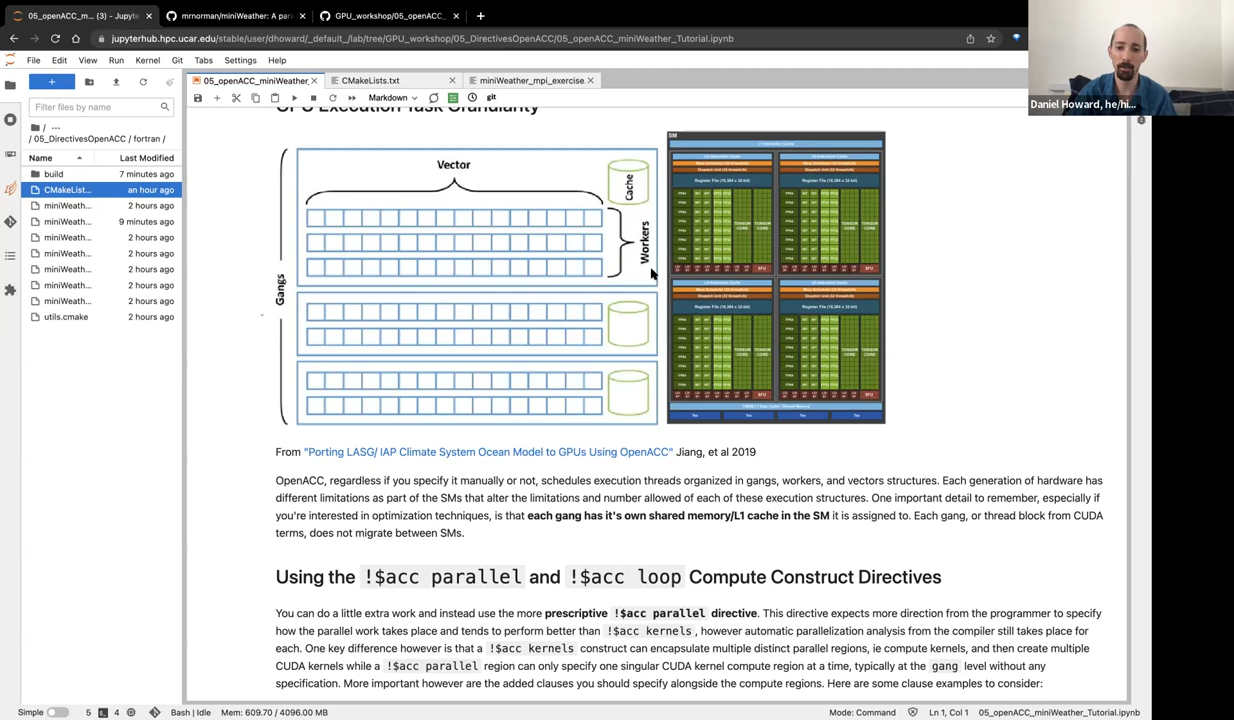 05_openACC_m... (3) - Jupyter
mrnorman/miniWeather: A para
GPU_workshop/05_openACC_
jupyterhub.hpc.ucar.edu/stable/user/dhoward/_default_/lab/tree/GPU_workshop/05_DirectivesOpenACC/05_openACC_miniWeather_Tutorial.ipynb
File Edit View Run Kernel Git Tabs Settings Help
Daniel Howard, he/hi...
05_openACC_miniWeather_
CMakeLists.txt
miniWeather_mpi_exercise.
Markdown
git
Filter files by name
/ ...
/ 05_DirectivesOpenACC / fortran /
Name Last Modified
build 7 minutes ago
CMakeList... an hour ago
miniWeath... 2 hours ago
miniWeath... 9 minutes ago
miniWeath... 2 hours ago
miniWeath... 2 hours ago
miniWeath... 2 hours ago
miniWeath... 2 hours ago
miniWeath... 2 hours ago
utils.cmake 2 hours ago
GPU Execution Task Granularity
Vector
Cache
Workers
Gangs
SM
From "Porting LASG/ IAP Climate System Ocean Model to GPUs Using OpenACC" Jiang, et al 2019
OpenACC, regardless if you specify it manually or not, schedules execution threads organized in gangs, workers, and vectors structures. Each generation of hardware has
different limitations as part of the SMs that alter the limitations and number allowed of each of these execution structures. One important detail to remember, especially if
you're interested in optimization techniques, is that each gang has it's own shared memory/L1 cache in the SM it is assigned to. Each gang, or thread block from CUDA
terms, does not migrate between SMs.
Using the !$acc parallel and !$acc loop Compute Construct Directives
You can do a little extra work and instead use the more prescriptive !$acc parallel directive. This directive expects more direction from the programmer to specify
how the parallel work takes place and tends to perform better than !$acc kernels, however automatic parallelization analysis from the compiler still takes place for
each. One key difference however is that a !$acc kernels construct can encapsulate multiple distinct parallel regions, ie compute kernels, and then create multiple
CUDA kernels while a !$acc parallel region can only specify one singular CUDA kernel compute region at a time, typically at the gang level without any
specification. More important however are the added clauses you should specify alongside the compute regions. Here are some clause examples to consider:
Simple 5 4 Bash | Idle Mem: 609.70 / 4096.00 MB
Mode: Command Ln 1, Col 1 05_openACC_miniWeather_Tutorial.ipynb